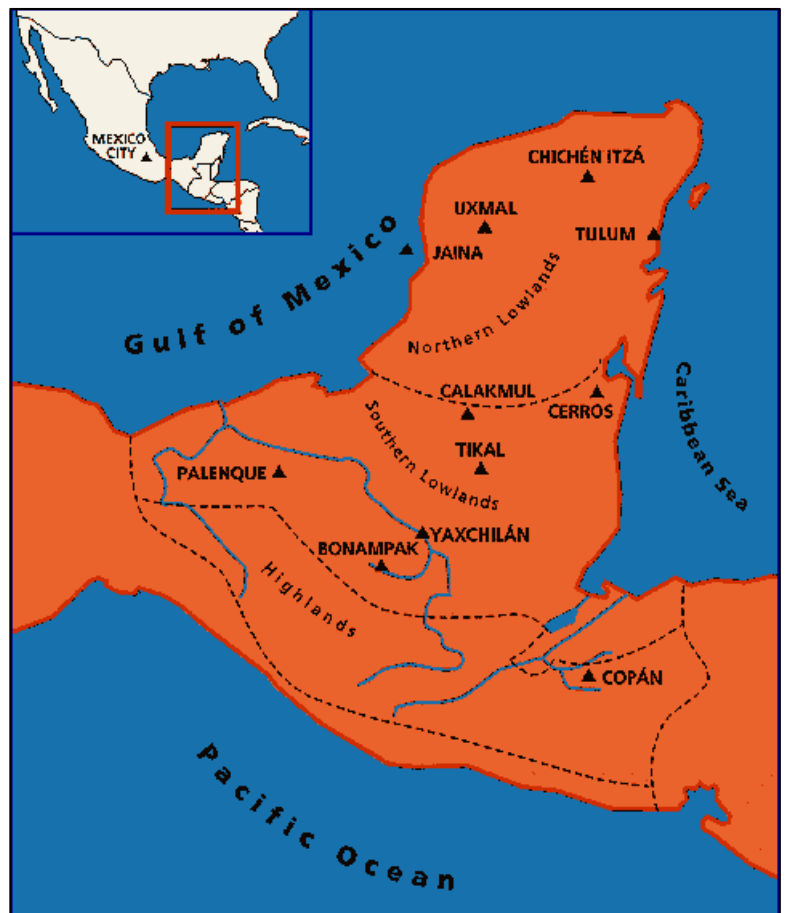 MEXICO
CITY
CHICHÉN ITZÁ
UXMAL
TULUM
JAINA
Gulf of Mexico
Northern Lowlands
CALAKMUL
CERROS
Caribbean Sea
Southern Lowlands
TIKAL
PALENQUE
YAXCHILÁN
BONAMPAK
Highlands
COPÁN
Pacific Ocean